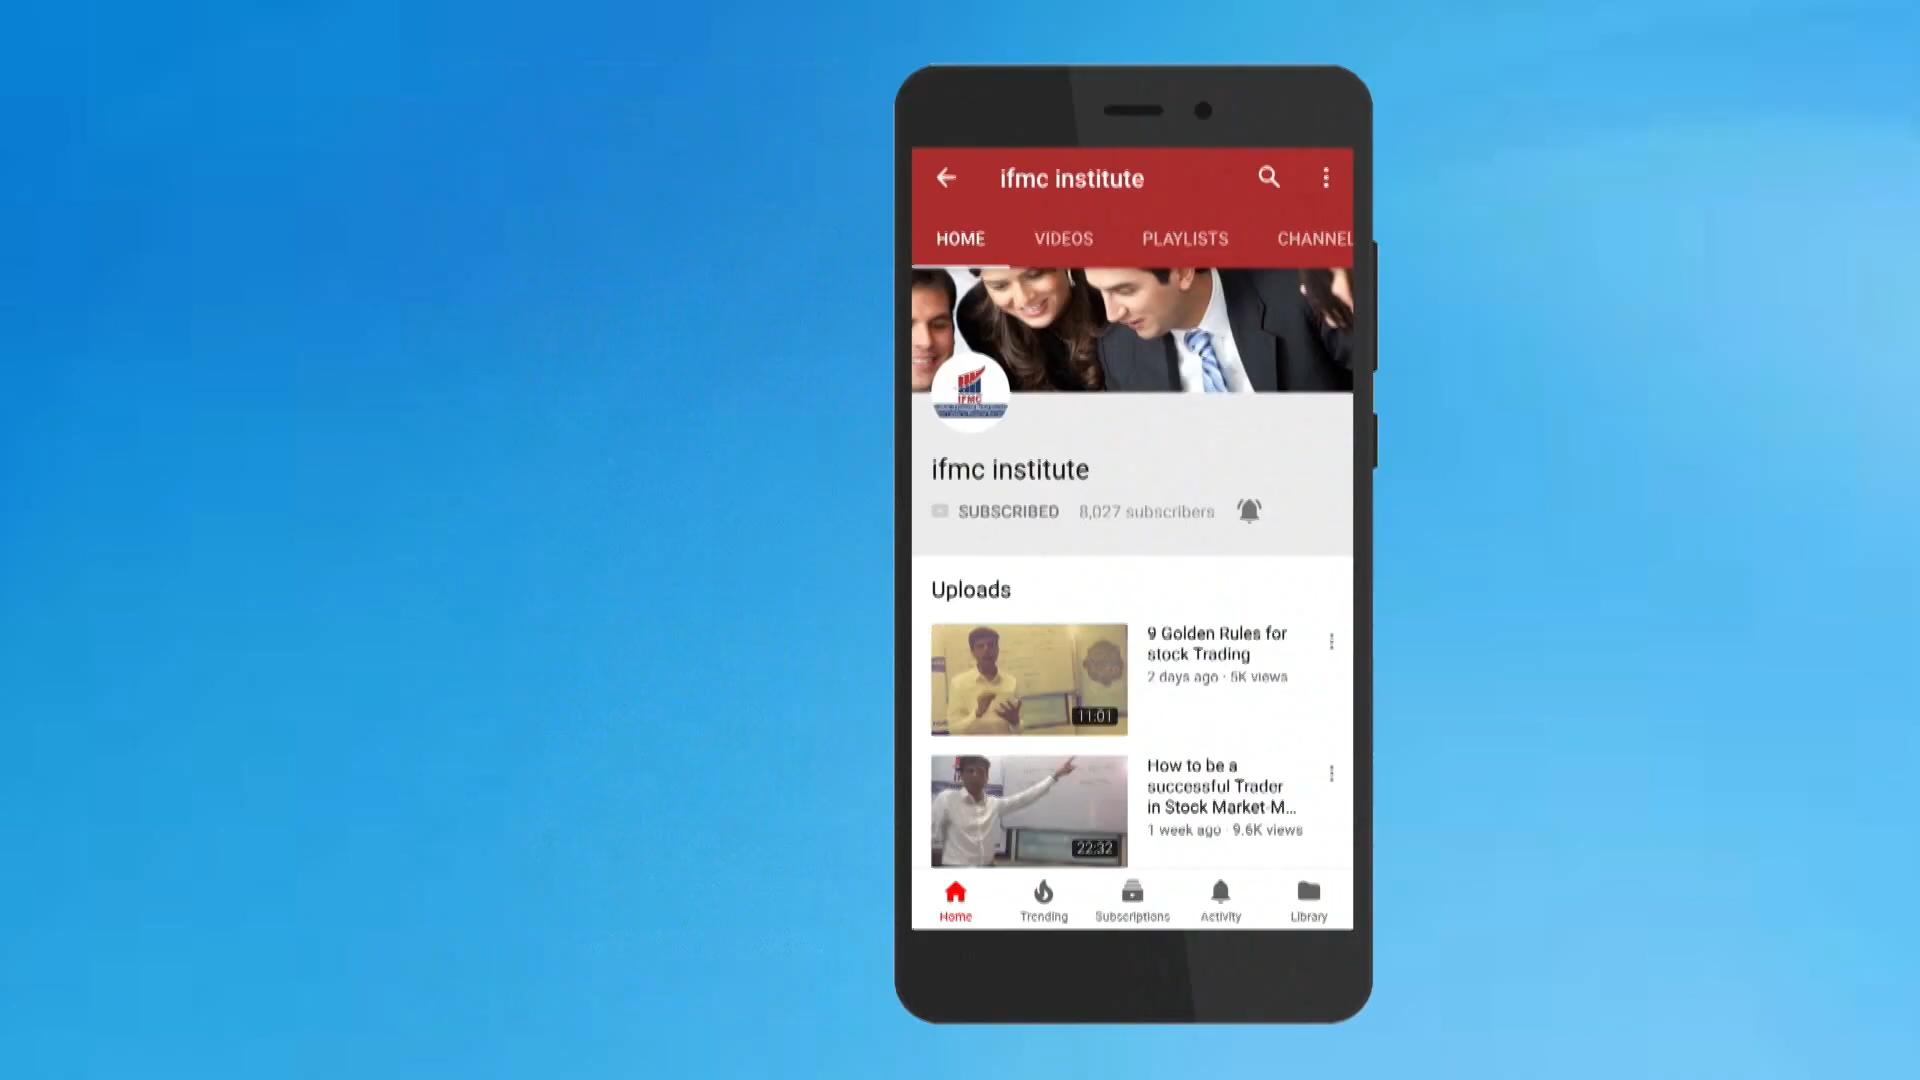 ifmc institute
HOME VIDEOS PLAYLISTS CHANNEL
IFMC
ifmc institute
SUBSCRIBED 8,027 subscribers
Uploads
9 Golden Rules for
stock Trading
2 days ago · 5K views
11:01
How to be a
successful Trader
in Stock Market-M...
1 week ago · 9.6K views
22:32
Home Trending Subscriptions Activity Library